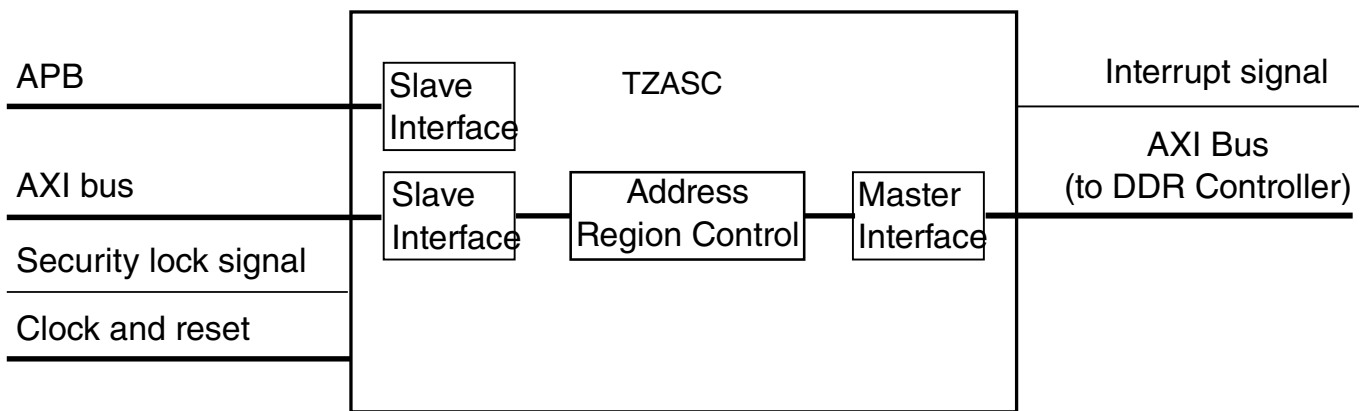 APB
Slave
Interface
TZASC
Interrupt signal
AXI bus
Slave
Interface
Address
Region Control
Master
Interface
AXI Bus
(to DDR Controller)
Security lock signal
Clock and reset